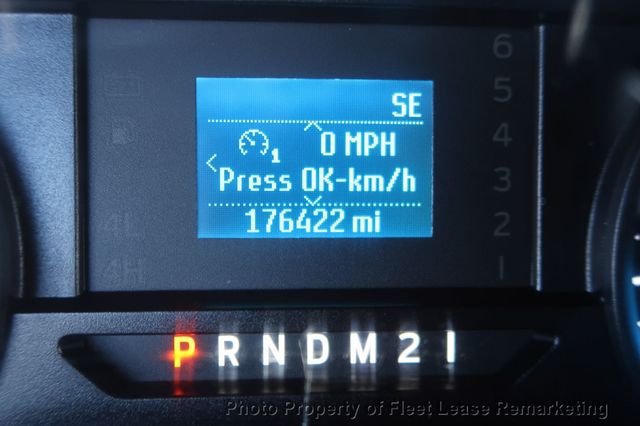 SE
1 0 MPH
Press OK-km/h
176422 mi
6
5
4
3
2
1
4L
4H
P R N D M 2 1
Photo Property of Fleet Lease Remarketing